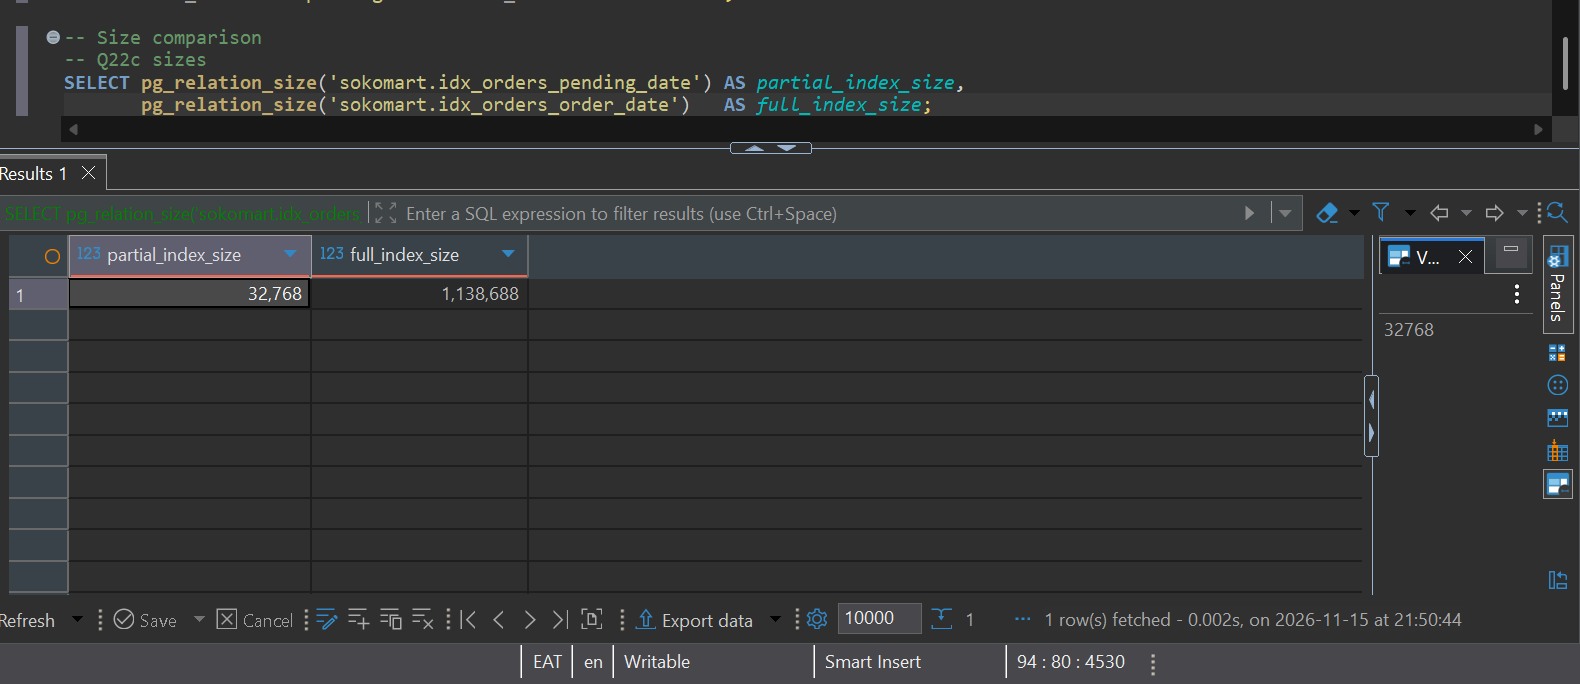 -- Size comparison
-- Q22c sizes
SELECT pg_relation_size('sokomart.idx_orders_pending_date') AS partial_index_size,
pg_relation_size('sokomart.idx_orders_order_date') AS full_index_size;
Results 1
SELECT pg_relation_size('sokomart.idx_orders
Enter a SQL expression to filter results (use Ctrl+Space)
123 partial_index_size 123 full_index_size
V...
1 32,768 1,138,688
Panels
32768
Refresh Save Cancel Export data 10000 1 ... 1 row(s) fetched - 0.002s, on 2026-11-15 at 21:50:44
EAT en Writable Smart Insert 94 : 80 : 4530